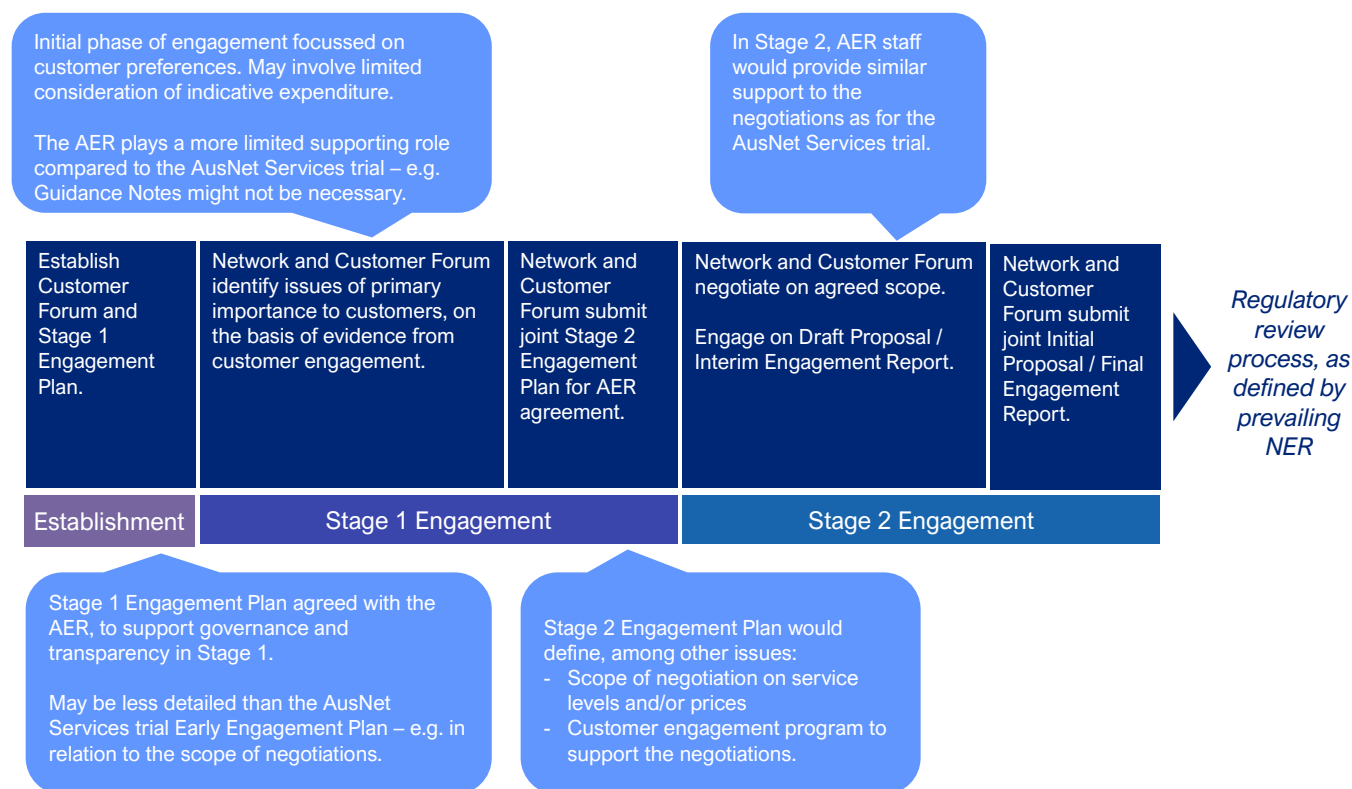 Initial phase of engagement focussed on
customer preferences. May involve limited
consideration of indicative expenditure.
The AER plays a more limited supporting role
compared to the AusNet Services trial – e.g.
Guidance Notes might not be necessary.
In Stage 2, AER staff
would provide similar
support to the
negotiations as for the
AusNet Services trial.
Establish
Customer
Forum and
Stage 1
Engagement
Plan.
Network and Customer Forum
identify issues of primary
importance to customers, on
the basis of evidence from
customer engagement.
Network and
Customer
Forum submit
joint Stage 2
Engagement
Plan for AER
agreement.
Network and Customer Forum
negotiate on agreed scope.
Engage on Draft Proposal /
Interim Engagement Report.
Network and
Customer
Forum submit
joint Initial
Proposal / Final
Engagement
Report.
Regulatory
review
process, as
defined by
prevailing
NER
Establishment
Stage 1 Engagement
Stage 2 Engagement
Stage 1 Engagement Plan agreed with the
AER, to support governance and
transparency in Stage 1.
May be less detailed than the AusNet
Services trial Early Engagement Plan – e.g. in
relation to the scope of negotiations.
Stage 2 Engagement Plan would
define, among other issues:
- Scope of negotiation on service
levels and/or prices
- Customer engagement program to
support the negotiations.